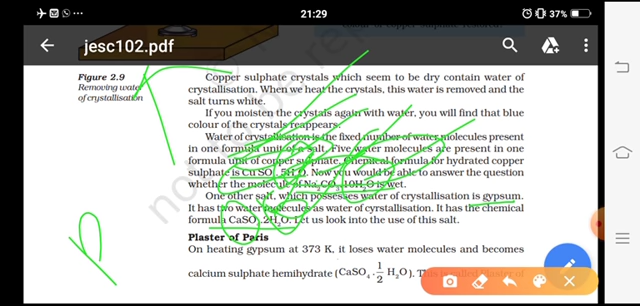 21:29
37%
jesc102.pdf
Figure 2.9
Removing water
of crystallisation
Copper sulphate crystals which seem to be dry contain water of
crystallisation. When we heat the crystals, this water is removed and the
salt turns white.
If you moisten the crystals again with water, you will find that blue
colour of the crystals reappears.
Water of crystallisation is the fixed number of water molecules present
in one formula unit of a salt. Five water molecules are present in one
formula unit of copper sulphate. Chemical formula for hydrated copper
sulphate is Cu SO₄. 5H₂O. Now you would be able to answer the question
whether the molecule of Na₂CO₃.10H₂O is wet.
One other salt, which possesses water of crystallisation is gypsum.
It has two water molecules as water of crystallisation. It has the chemical
formula CaSO₄.2H₂O. Let us look into the use of this salt.
Plaster of Paris
On heating gypsum at 373 K, it loses water molecules and becomes
calcium sulphate hemihydrate (CaSO₄ · 1/2 H₂O). This is called Plaster of